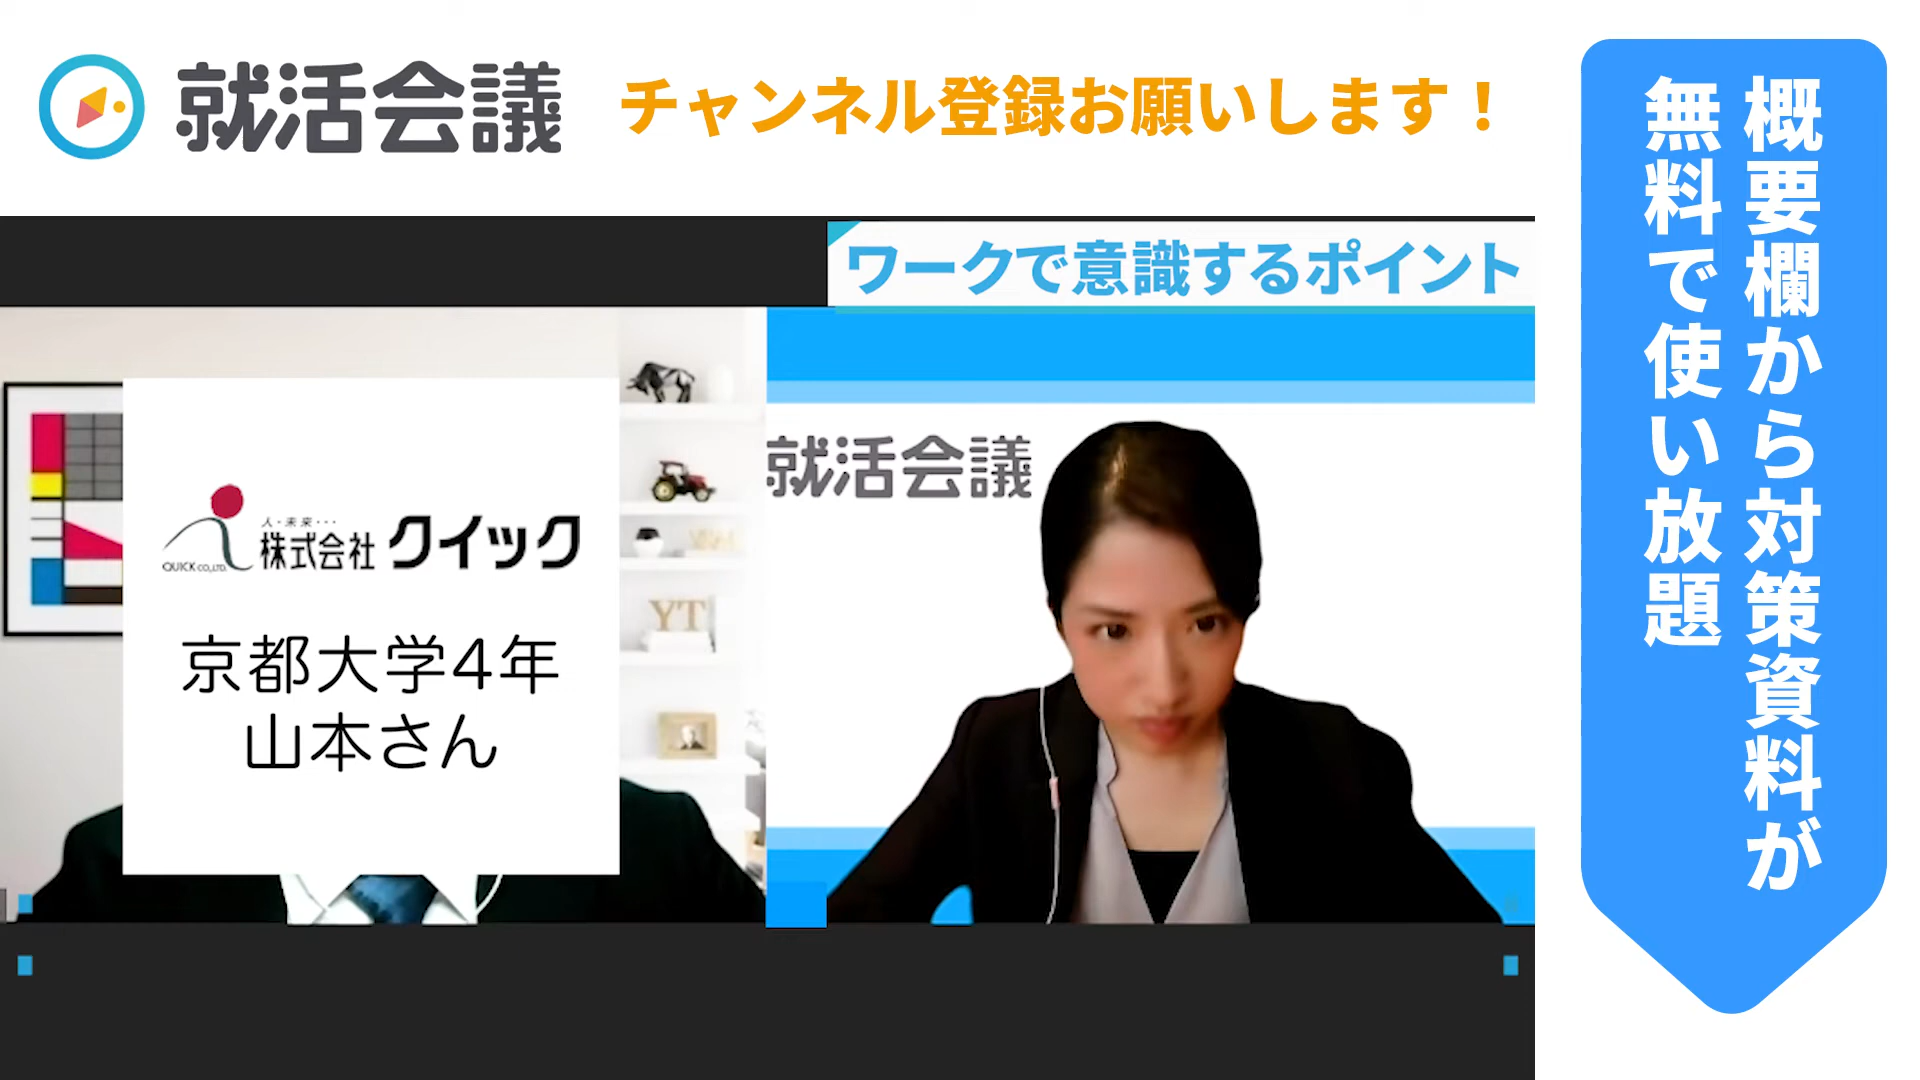 就活会議
チャンネル登録お願いします！
概要欄から対策資料が
無料で使い放題
ワークで意識するポイント
就活会議
人・未来・・・
株式会社 クイック
QUICK CO.,LTD.
京都大学4年
山本さん
YT